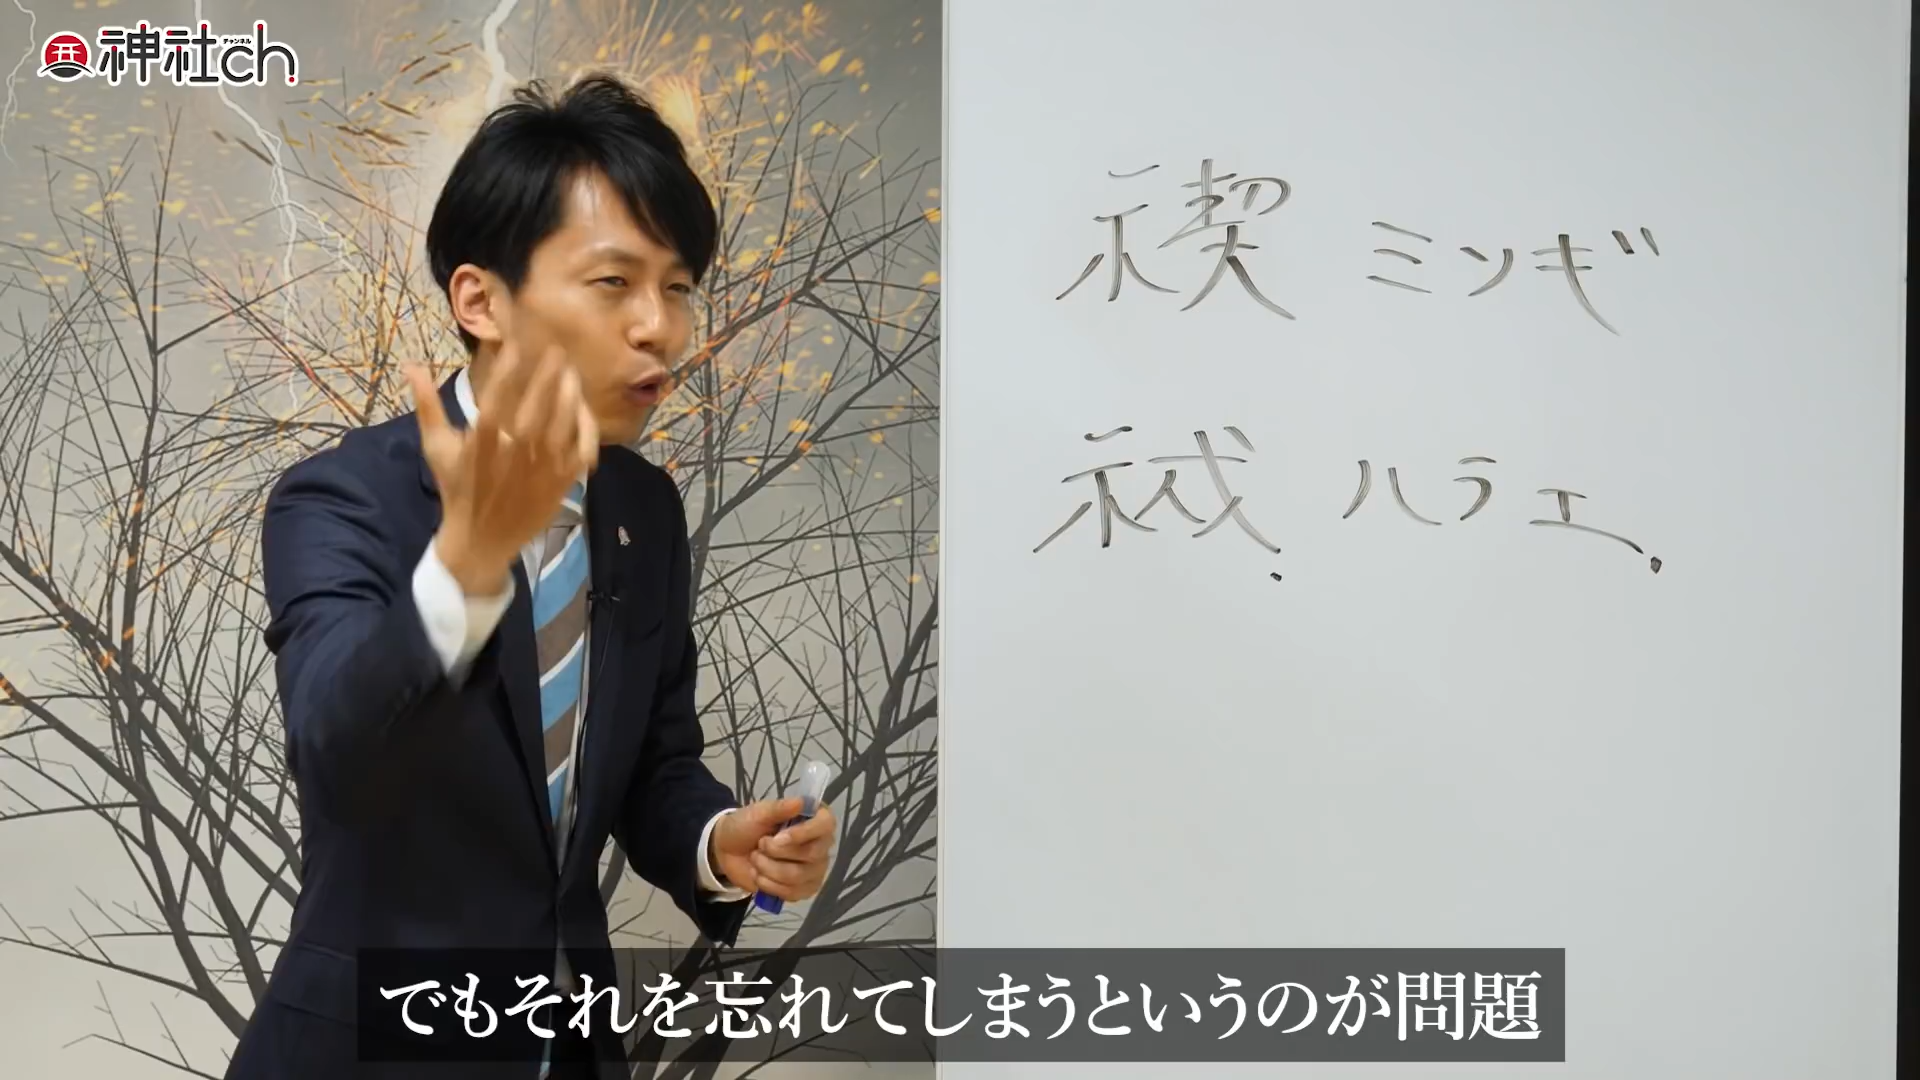 神社ch
チャンネル
禊 ミソギ
祓 ハラエ
でもそれを忘れてしまうというのが問題